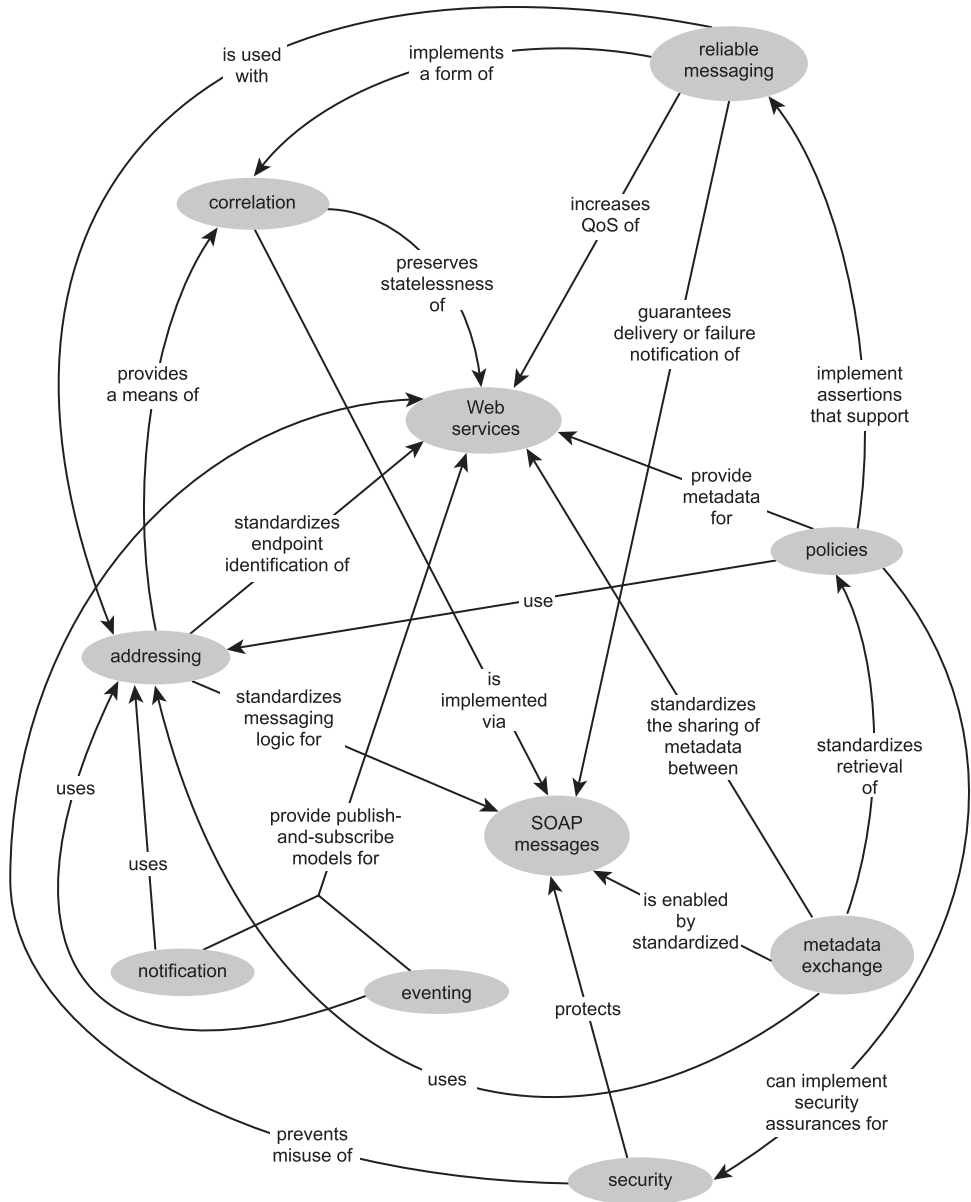 reliable
messaging
is used
with
implements
a form of
correlation
increases
QoS of
preserves
statelessness
of
guarantees
delivery or failure
notification of
provides
a means of
implement
assertions
that support
Web
services
provide
metadata
for
standardizes
endpoint
identification of
policies
use
addressing
is
implemented
via
standardizes
messaging
logic for
standardizes
the sharing of
metadata
between
standardizes
retrieval
of
uses
provide publish-
and-subscribe
models for
SOAP
messages
uses
is enabled
by
standardized
metadada
exchange
notification
eventing
protects
uses
can implement
security
assurances for
prevents
misuse of
security